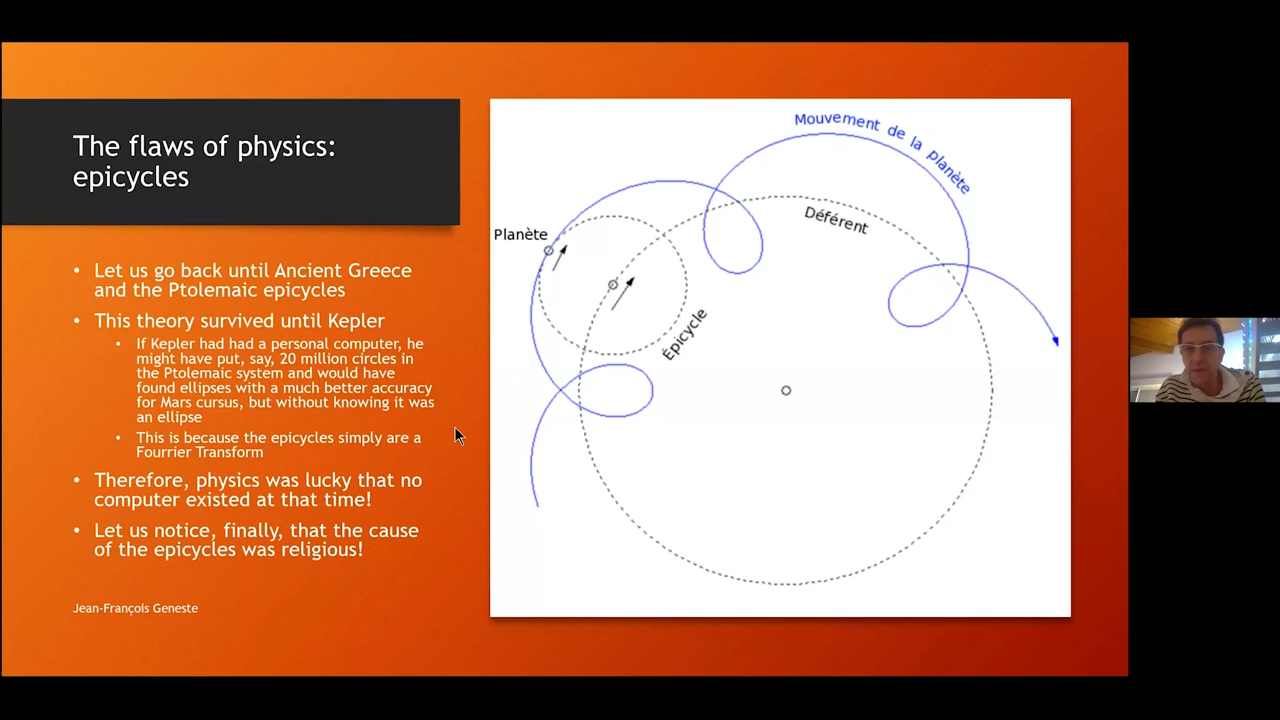 The flaws of physics:
epicycles
• Let us go back until Ancient Greece
and the Ptolemaic epicycles
• This theory survived until Kepler
• If Kepler had had a personal computer, he
might have put, say, 20 million circles in
the Ptolemaic system and would have
found ellipses with a much better accuracy
for Mars cursus, but without knowing it was
an ellipse
• This is because the epicycles simply are a
Fourrier Transform
• Therefore, physics was lucky that no
computer existed at that time!
• Let us notice, finally, that the cause
of the epicycles was religious!
Jean-François Geneste
Mouvement de la planète
Déférent
Planète
Épicycle